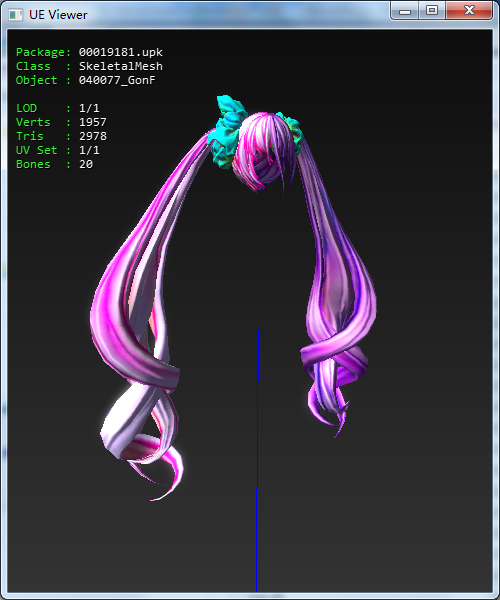 UE Viewer
Package: 00019181.upk
Class  : SkeletalMesh
Object : 040077_GonF
LOD    : 1/1
Verts  : 1957
Tris   : 2978
UV Set : 1/1
Bones  : 20